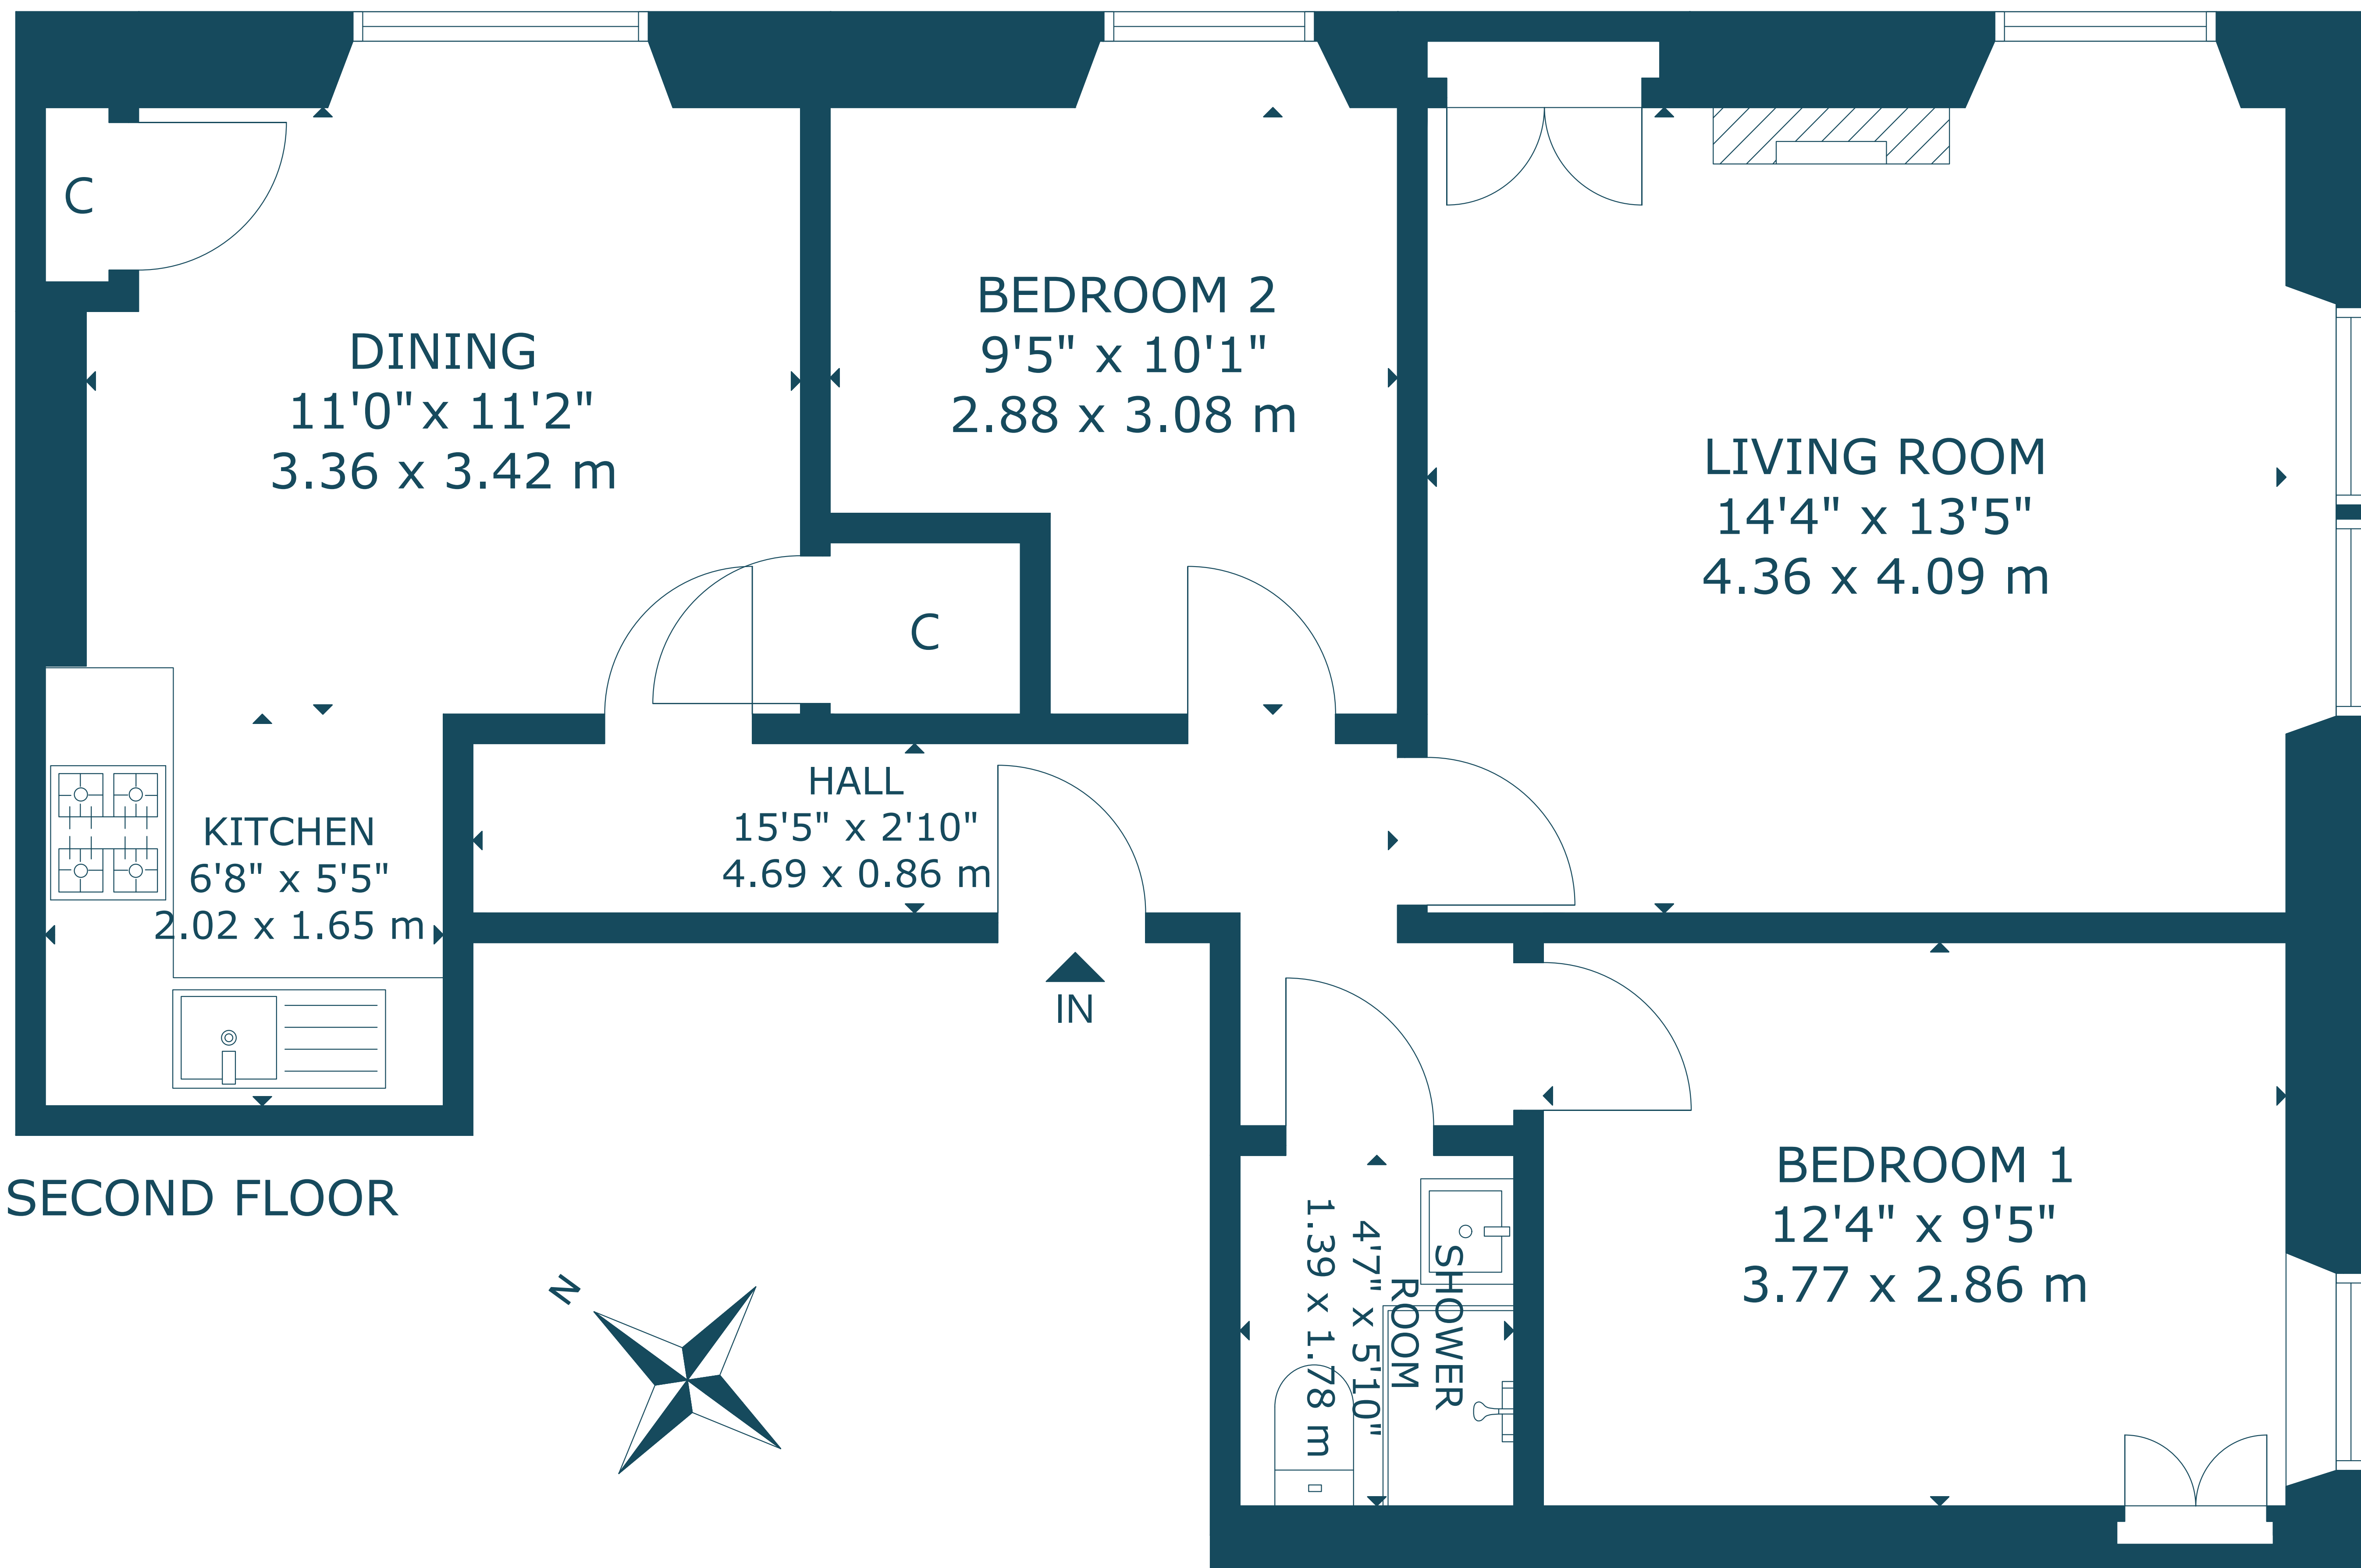 C
DINING
11'0" x 11'2"
3.36 x 3.42 m
BEDROOM 2
9'5" x 10'1"
2.88 x 3.08 m
LIVING ROOM
14'4" x 13'5"
4.36 x 4.09 m
C
HALL
15'5" x 2'10"
4.69 x 0.86 m
KITCHEN
6'8" x 5'5"
2.02 x 1.65 m
IN
SHOWER
ROOM
4'7" x 5'10"
1.39 x 1.78 m
BEDROOM 1
12'4" x 9'5"
3.77 x 2.86 m
SECOND FLOOR
N